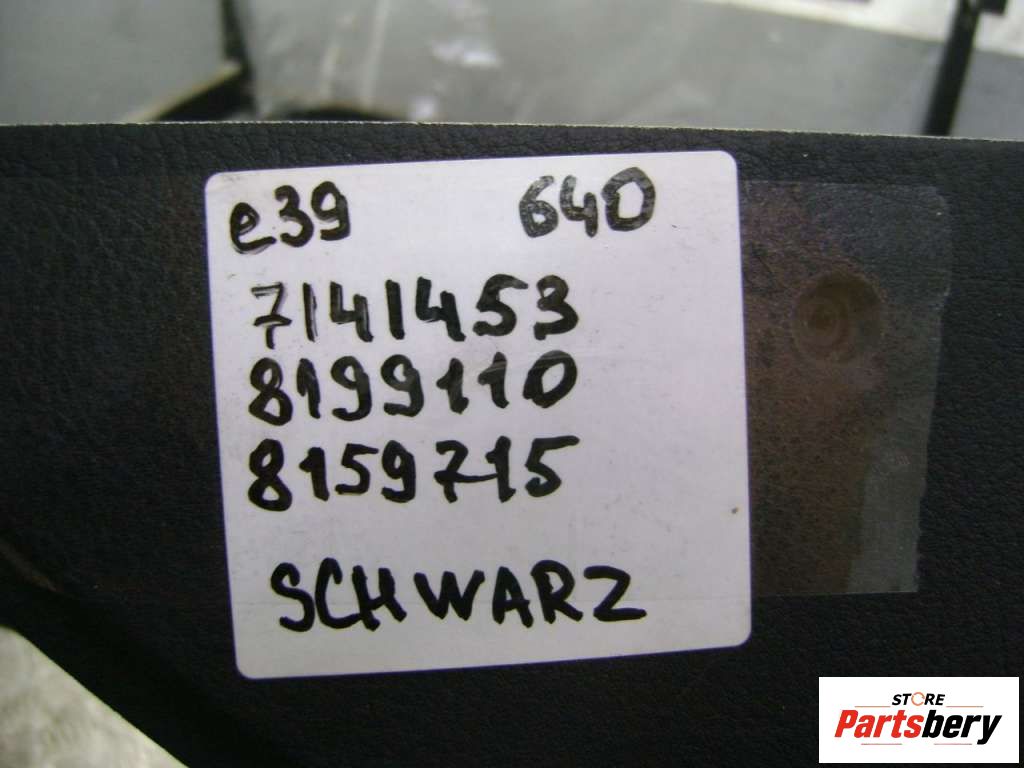 e39 640
7141453
8199110
8159715
SCHWARZ
STORE
Partsbery